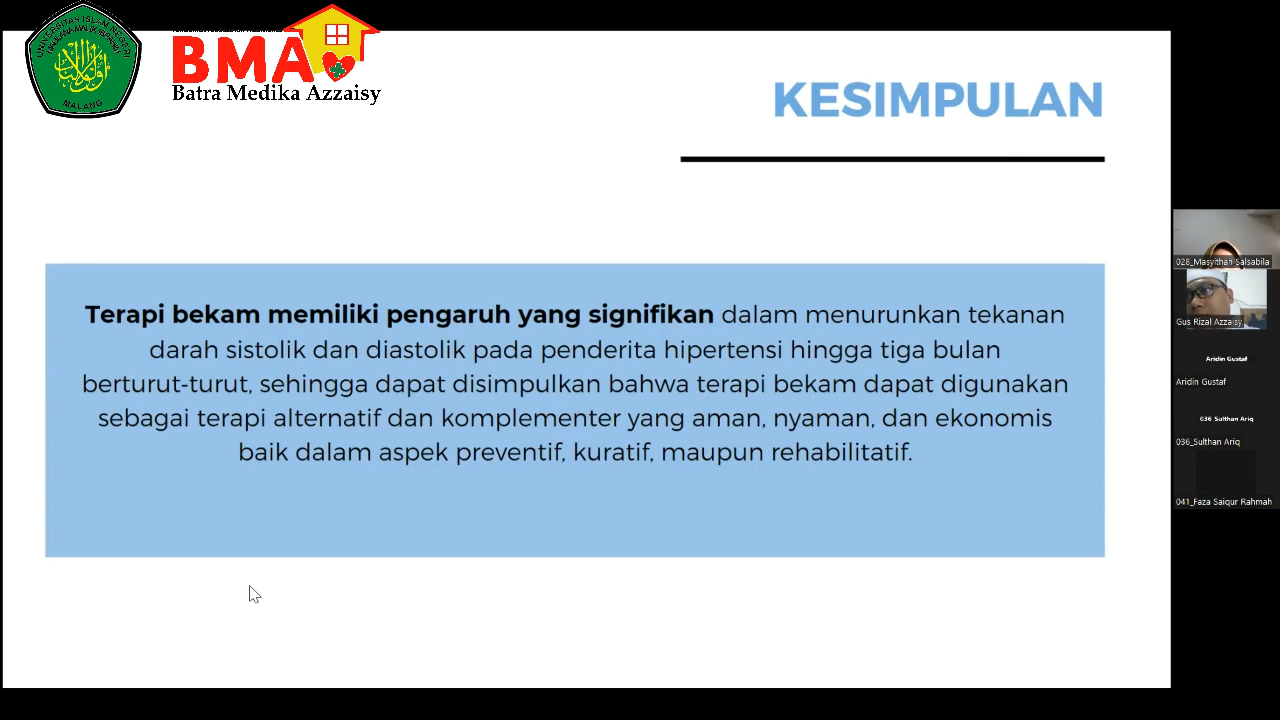 UNIVERSITAS ISLAM NEGERI
MALANG
BMA
Batra Medika Azzaisy
KESIMPULAN
Terapi bekam memiliki pengaruh yang signifikan dalam menurunkan tekanan
darah sistolik dan diastolik pada penderita hipertensi hingga tiga bulan
berturut-turut, sehingga dapat disimpulkan bahwa terapi bekam dapat digunakan
sebagai terapi alternatif dan komplementer yang aman, nyaman, dan ekonomis
baik dalam aspek preventif, kuratif, maupun rehabilitatif.
028_Masyithah Salsabila
Gus Rizal Azzaisy
Aridin Gustaf
Aridin Gustaf
036_Sulthan Ariq
036_Sulthan Ariq
041_Faza Saiqur Rahmah